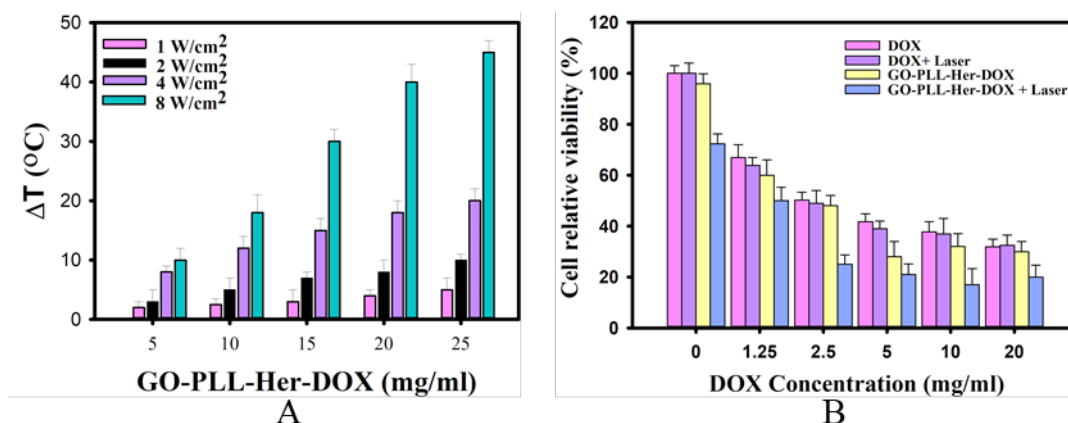 50
40
30
20
10
0
ΔT (ºC)
1 W/cm²
2 W/cm²
4 W/cm²
8 W/cm²
5 10 15 20 25
GO-PLL-Her-DOX (mg/ml)
A
120
100
80
60
40
20
0
Cell relative viability (%)
DOX
DOX+ Laser
GO-PLL-Her-DOX
GO-PLL-Her-DOX + Laser
0 1.25 2.5 5 10 20
DOX Concentration (mg/ml)
B